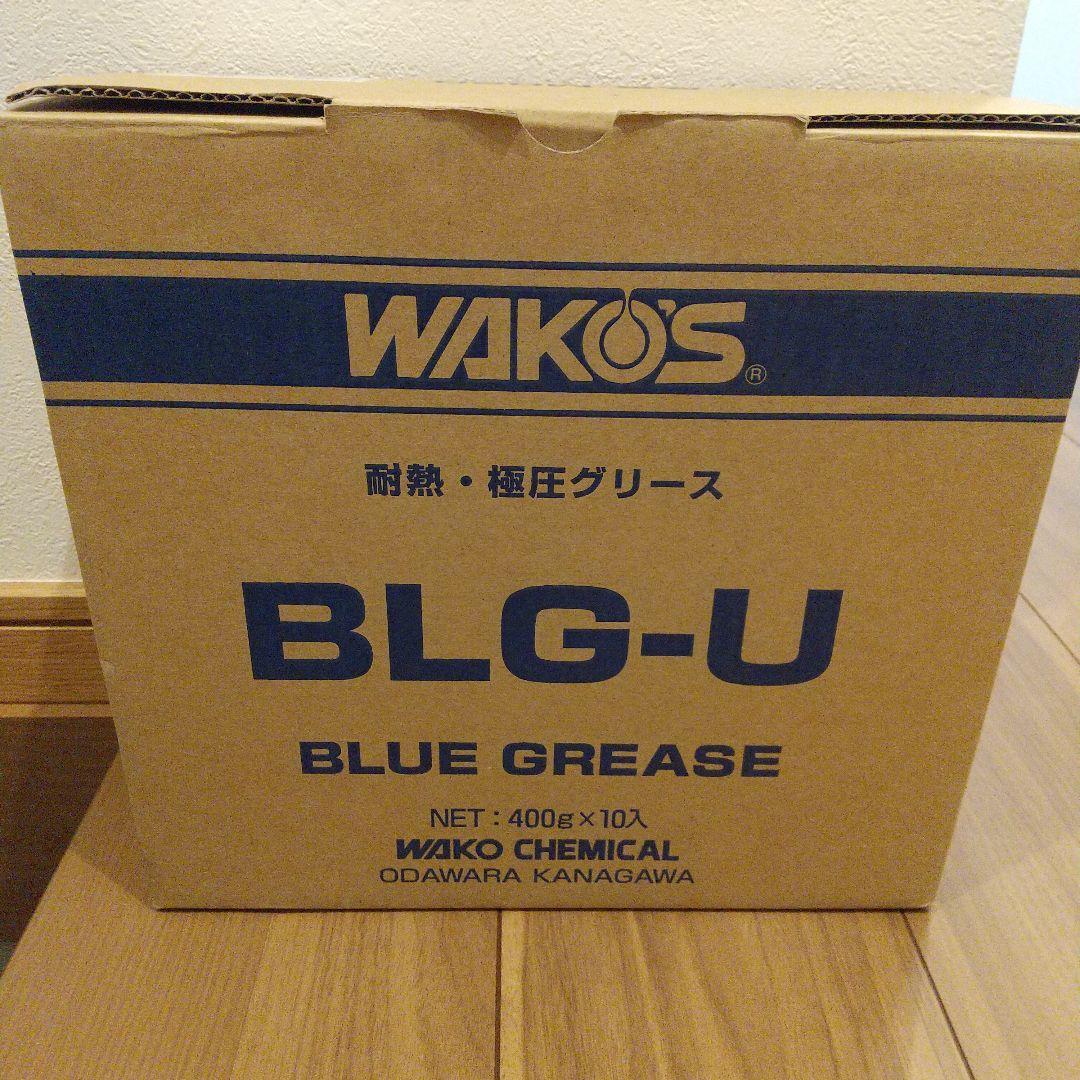 WAKO'S®
耐熱・極圧グリース
BLG-U
BLUE GREASE
NET : 400g×10入
WAKO CHEMICAL
ODAWARA KANAGAWA